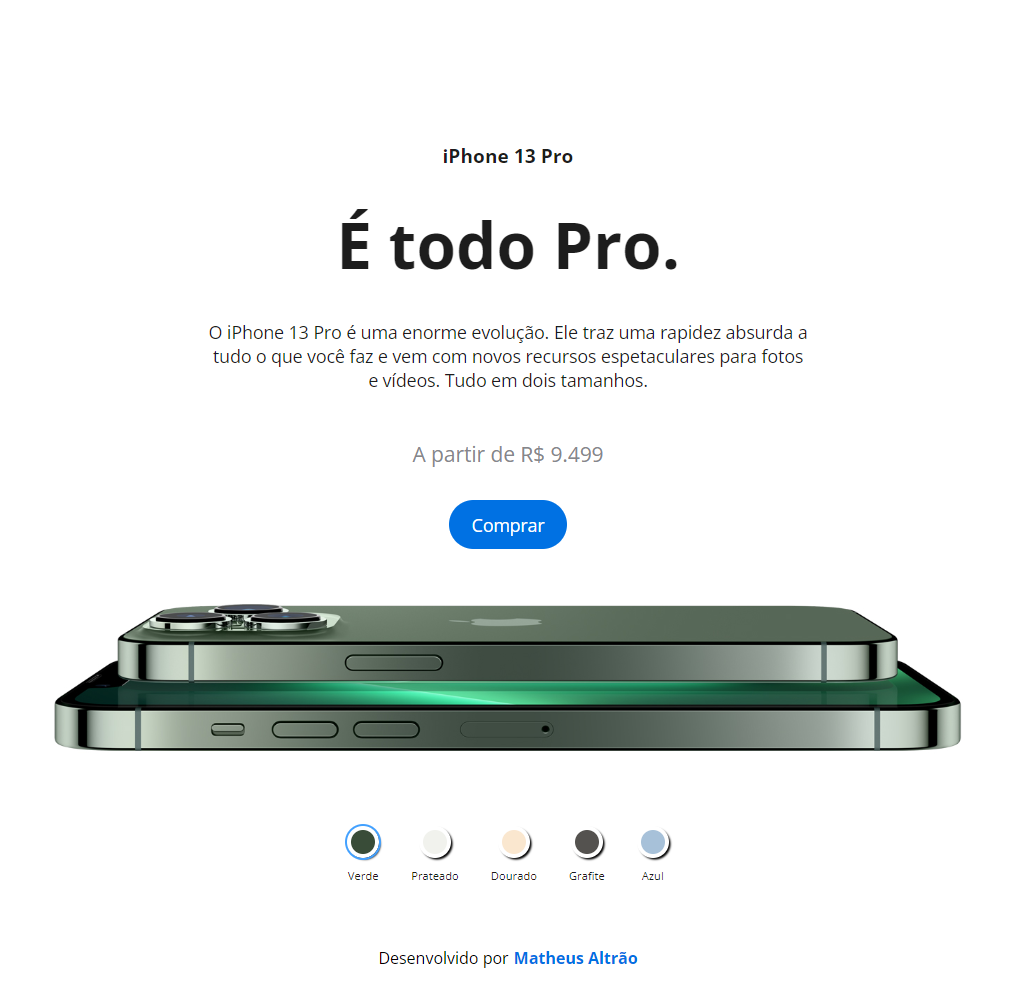 iPhone 13 Pro
É todo Pro.
O iPhone 13 Pro é uma enorme evolução. Ele traz uma rapidez absurda a
tudo o que você faz e vem com novos recursos espetaculares para fotos
e vídeos. Tudo em dois tamanhos.
A partir de R$ 9.499
Comprar
Verde Prateado Dourado Grafite Azul
Desenvolvido por Matheus Altrão